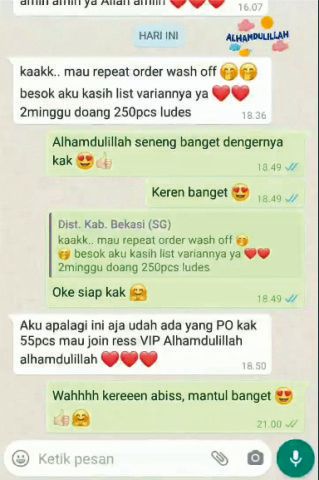 amin amin ya Allah amiin
16.07
HARI INI
ALHAMDULILLAH
kaakk.. mau repeat order wash off 🤭🤭
besok aku kasih list variannya ya ❤️❤️
2minggu doang 250pcs ludes
18.36
Alhamdulillah seneng banget dengernya
kak 😍👍🏻
18.49
Keren banget 😍
18.49
Dist. Kab. Bekasi (SG)
kaakk.. mau repeat order wash off 🤭
🤭 besok aku kasih list variannya ya ❤️❤️
2minggu doang 250pcs ludes
Oke siap kak 🤗
18.49
Aku apalagi ini aja udah ada yang PO kak
55pcs mau join ress VIP Alhamdulillah
alhamdulillah ❤️❤️❤️
18.50
Wahhhh kereeen abiss, mantul banget 😍
👍🏻🤗
21.00
Ketik pesan